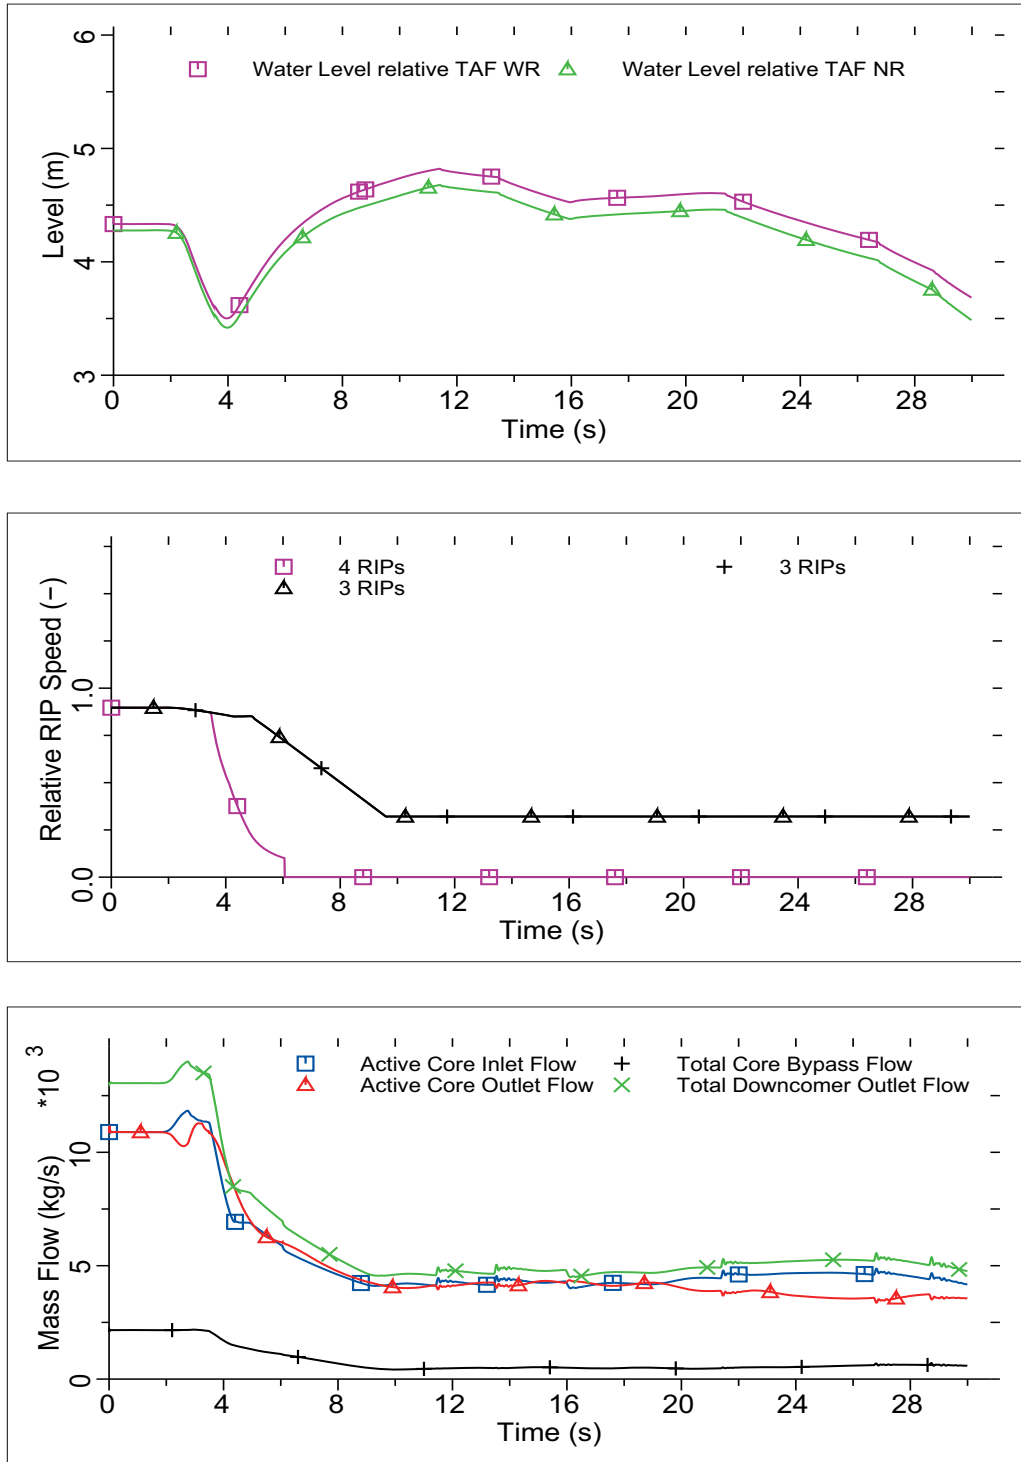 6
5
4
3
Level (m)
Water Level relative TAF WR
Water Level relative TAF NR
0 4 8 12 16 20 24 28
Time (s)
1.0
0.0
Relative RIP Speed (−)
4 RIPs
3 RIPs
3 RIPs
0 4 8 12 16 20 24 28
Time (s)
*10 3
10
5
0
Mass Flow (kg/s)
Active Core Inlet Flow
Total Core Bypass Flow
Active Core Outlet Flow
Total Downcomer Outlet Flow
0 4 8 12 16 20 24 28
Time (s)